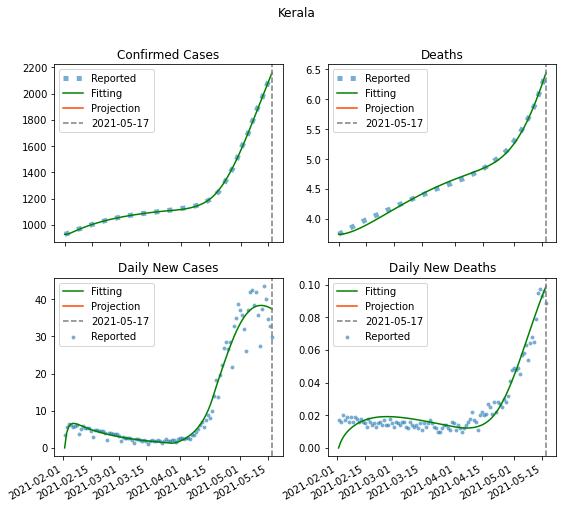 Kerala
Confirmed Cases
2200
2000
1800
1600
1400
1200
1000
Reported
Fitting
Projection
2021-05-17
Deaths
6.5
6.0
5.5
5.0
4.5
4.0
Reported
Fitting
Projection
2021-05-17
Daily New Cases
40
30
20
10
0
Fitting
Projection
2021-05-17
Reported
2021-02-01
2021-02-15
2021-03-01
2021-03-15
2021-04-01
2021-04-15
2021-05-01
2021-05-15
Daily New Deaths
0.10
0.08
0.06
0.04
0.02
0.00
Fitting
Projection
2021-05-17
Reported
2021-02-01
2021-02-15
2021-03-01
2021-03-15
2021-04-01
2021-04-15
2021-05-01
2021-05-15